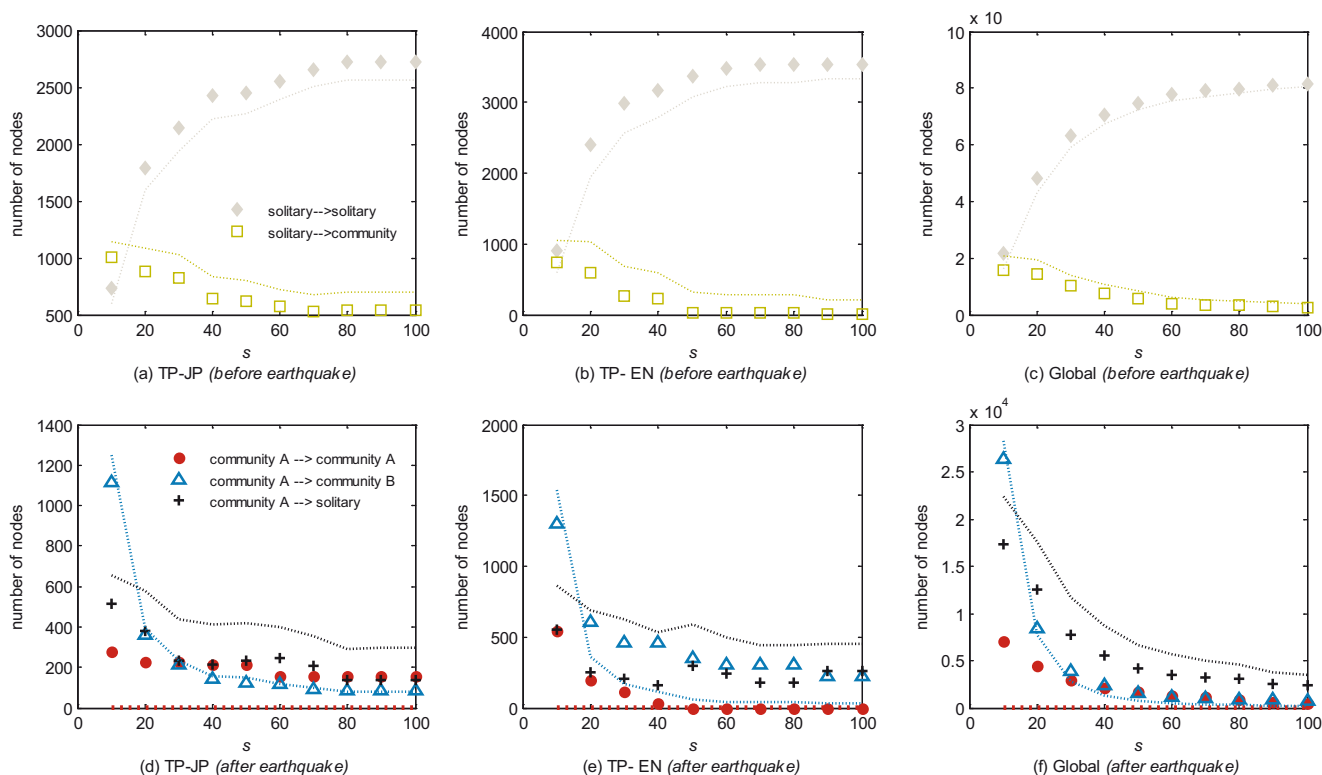 x 10
3000
2500
2000
1500
1000
500
number of nodes
solitary-->solitary
solitary-->community
0 20 40 60 80 100
s
(a) TP-JP (before earthquake)
4000
3000
2000
1000
0
number of nodes
0 20 40 60 80 100
s
(b) TP- EN (before earthquake)
10
8
6
4
2
0
number of nodes
0 20 40 60 80 100
s
(c) Global (before earthquake)
1400
1200
1000
800
600
400
200
0
number of nodes
community A --> community A
community A --> community B
community A --> solitary
0 20 40 60 80 100
s
(d) TP-JP (after earthquake)
2000
1500
1000
500
0
number of nodes
0 20 40 60 80 100
s
(e) TP- EN (after earthquake)
x 10^4
3
2.5
2
1.5
1
0.5
0
number of nodes
0 20 40 60 80 100
s
(f) Global (after earthquake)